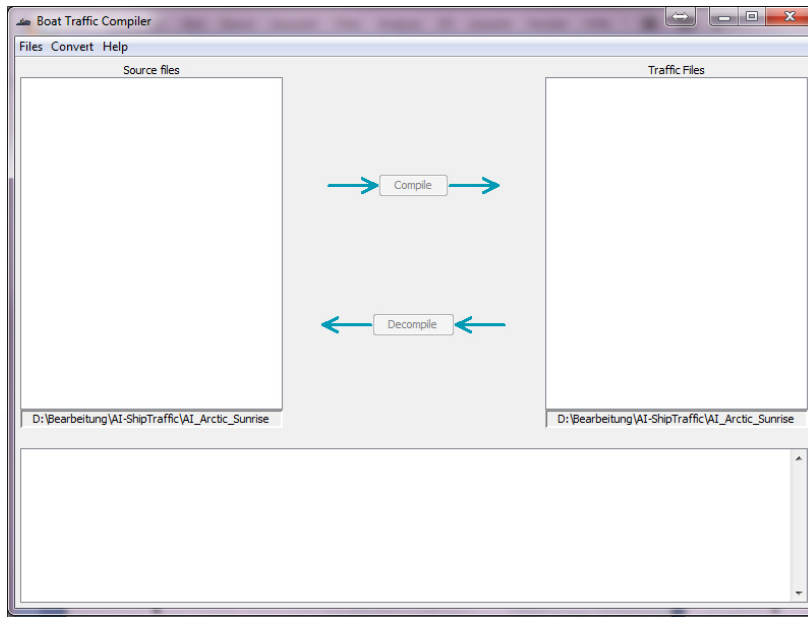 Boat Traffic Compiler
Files Convert Help
Source files
Traffic Files
Compile
Decompile
D:\Bearbeitung\AI-ShipTraffic\AI_Arctic_Sunrise
D:\Bearbeitung\AI-ShipTraffic\AI_Arctic_Sunrise